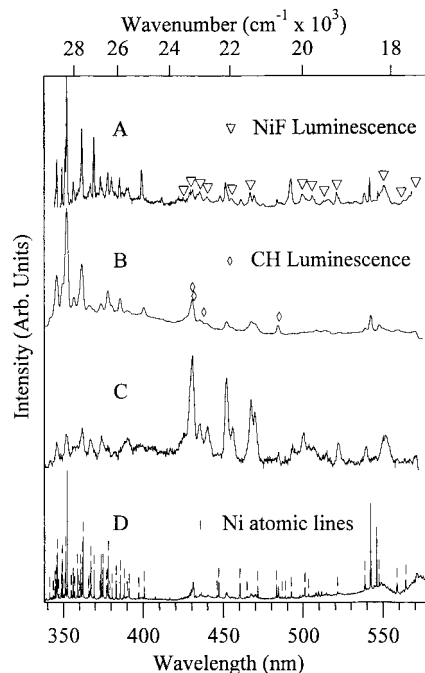 Wavenumber (cm⁻¹ x 10³)
28 26 24 22 20 18
A
▽ NiF Luminescence
B
◊ CH Luminescence
C
D
| Ni atomic lines
Intensity (Arb. Units)
350 400 450 500 550
Wavelength (nm)